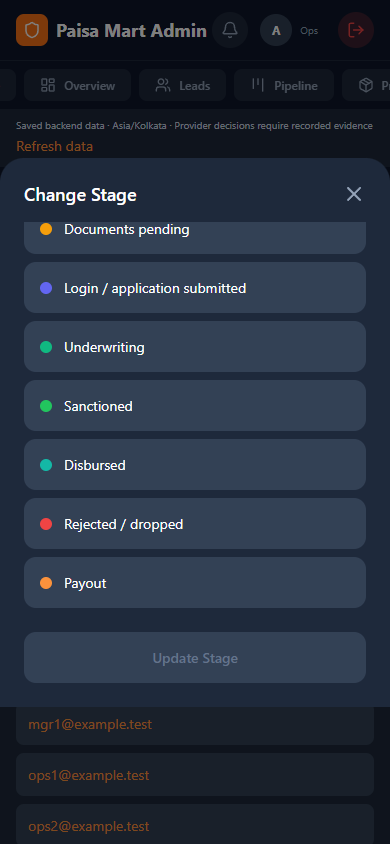 Paisa Mart Admin
A
Ops
Overview
Leads
Pipeline
Saved backend data · Asia/Kolkata · Provider decisions require recorded evidence
Refresh data
Change Stage
Documents pending
Login / application submitted
Underwriting
Sanctioned
Disbursed
Rejected / dropped
Payout
Update Stage
mgr1@example.test
ops1@example.test
ops2@example.test